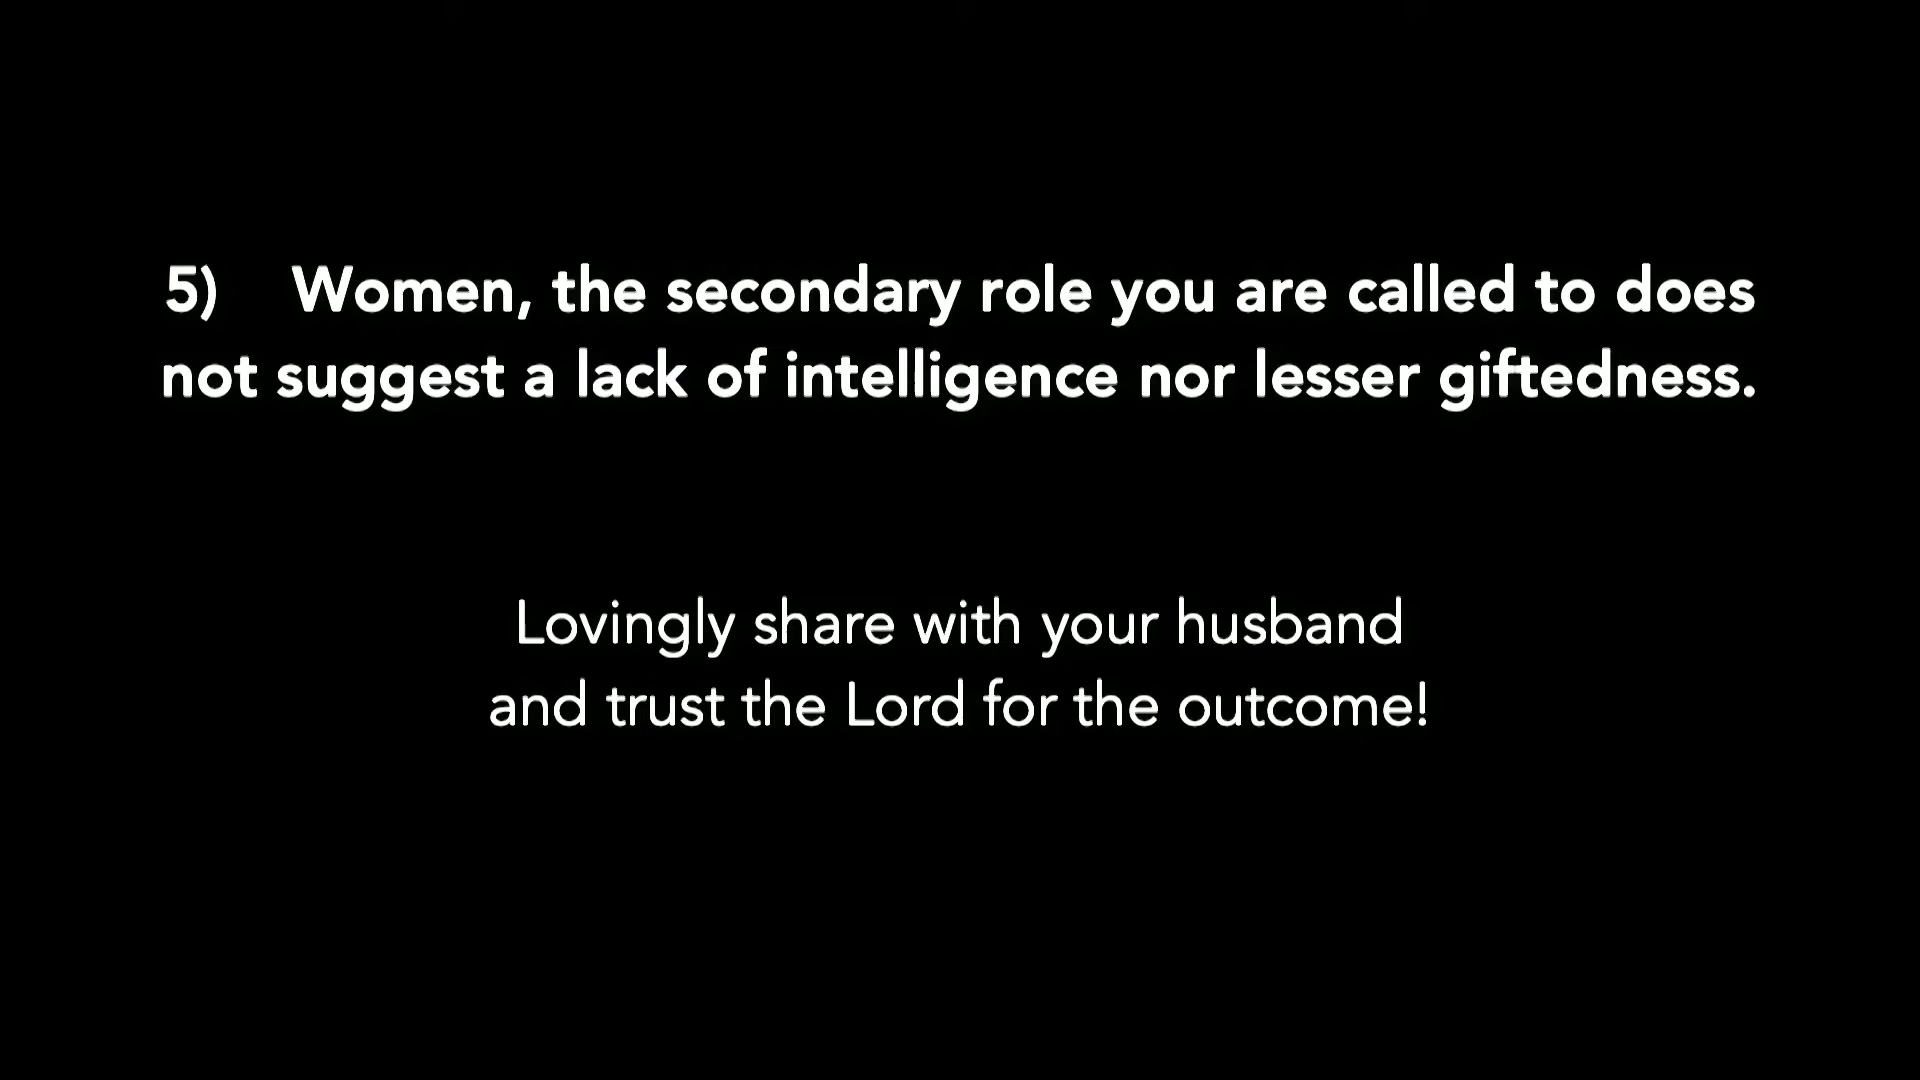 5) Women, the secondary role you are called to does
not suggest a lack of intelligence nor lesser giftedness.
Lovingly share with your husband
and trust the Lord for the outcome!